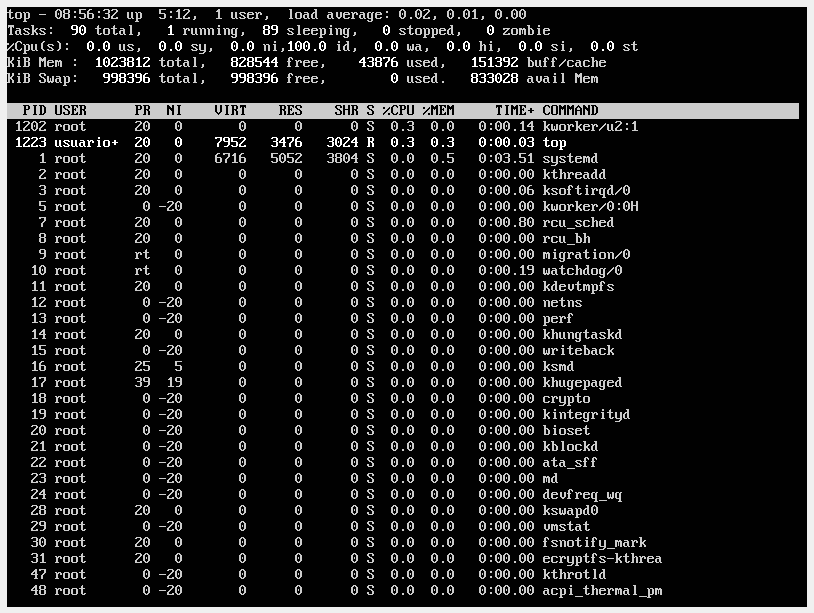 top - 08:56:32 up  5:12,  1 user,  load average: 0.02, 0.01, 0.00
Tasks:  90 total,   1 running,  89 sleeping,   0 stopped,   0 zombie
%Cpu(s):  0.0 us,  0.0 sy,  0.0 ni,100.0 id,  0.0 wa,  0.0 hi,  0.0 si,  0.0 st
KiB Mem :  1023812 total,   828544 free,    43876 used,   151392 buff/cache
KiB Swap:   998396 total,   998396 free,        0 used.   833028 avail Mem
  PID USER      PR  NI    VIRT    RES    SHR S %CPU %MEM     TIME+ COMMAND
 1202 root      20   0       0      0      0 S  0.3  0.0   0:00.14 kworker/u2:1
 1223 usuario+  20   0    7952   3476   3024 R  0.3  0.3   0:00.03 top
    1 root      20   0    6716   5052   3804 S  0.0  0.5   0:03.51 systemd
    2 root      20   0       0      0      0 S  0.0  0.0   0:00.00 kthreadd
    3 root      20   0       0      0      0 S  0.0  0.0   0:00.06 ksoftirqd/0
    5 root       0 -20       0      0      0 S  0.0  0.0   0:00.00 kworker/0:0H
    7 root      20   0       0      0      0 S  0.0  0.0   0:00.80 rcu_sched
    8 root      20   0       0      0      0 S  0.0  0.0   0:00.00 rcu_bh
    9 root      rt   0       0      0      0 S  0.0  0.0   0:00.00 migration/0
   10 root      rt   0       0      0      0 S  0.0  0.0   0:00.19 watchdog/0
   11 root      20   0       0      0      0 S  0.0  0.0   0:00.00 kdevtmpfs
   12 root       0 -20       0      0      0 S  0.0  0.0   0:00.00 netns
   13 root       0 -20       0      0      0 S  0.0  0.0   0:00.00 perf
   14 root      20   0       0      0      0 S  0.0  0.0   0:00.00 khungtaskd
   15 root       0 -20       0      0      0 S  0.0  0.0   0:00.00 writeback
   16 root      25   5       0      0      0 S  0.0  0.0   0:00.00 ksmd
   17 root      39  19       0      0      0 S  0.0  0.0   0:00.00 khugepaged
   18 root       0 -20       0      0      0 S  0.0  0.0   0:00.00 crypto
   19 root       0 -20       0      0      0 S  0.0  0.0   0:00.00 kintegrityd
   20 root       0 -20       0      0      0 S  0.0  0.0   0:00.00 bioset
   21 root       0 -20       0      0      0 S  0.0  0.0   0:00.00 kblockd
   22 root       0 -20       0      0      0 S  0.0  0.0   0:00.00 ata_sff
   23 root       0 -20       0      0      0 S  0.0  0.0   0:00.00 md
   24 root       0 -20       0      0      0 S  0.0  0.0   0:00.00 devfreq_wq
   28 root      20   0       0      0      0 S  0.0  0.0   0:00.00 kswapd0
   29 root       0 -20       0      0      0 S  0.0  0.0   0:00.00 vmstat
   30 root      20   0       0      0      0 S  0.0  0.0   0:00.00 fsnotify_mark
   31 root      20   0       0      0      0 S  0.0  0.0   0:00.00 ecryptfs-kthrea
   47 root       0 -20       0      0      0 S  0.0  0.0   0:00.00 kthrotld
   48 root       0 -20       0      0      0 S  0.0  0.0   0:00.00 acpi_thermal_pm